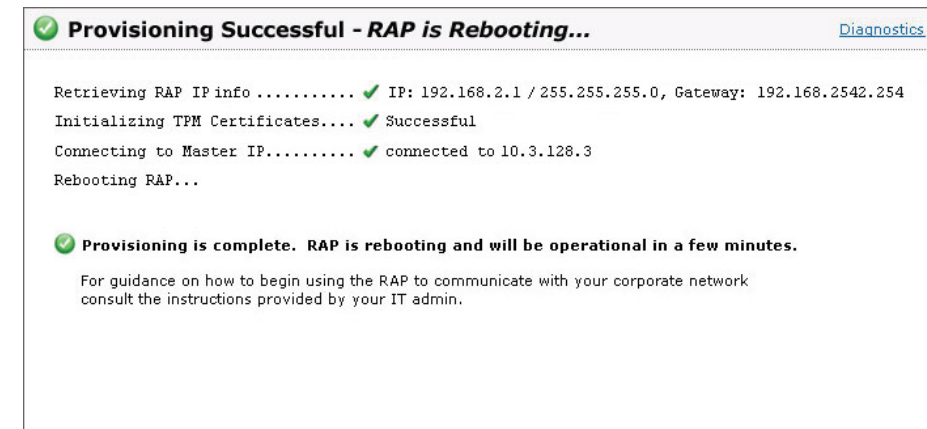 Provisioning Successful - RAP is Rebooting... Diagnostics
Retrieving RAP IP info ........... ✔ IP: 192.168.2.1 / 255.255.255.0, Gateway: 192.168.2542.254
Initializing TPM Certificates.... ✔ Successful
Connecting to Master IP.......... ✔ connected to 10.3.128.3
Rebooting RAP...
Provisioning is complete. RAP is rebooting and will be operational in a few minutes.
For guidance on how to begin using the RAP to communicate with your corporate network
consult the instructions provided by your IT admin.